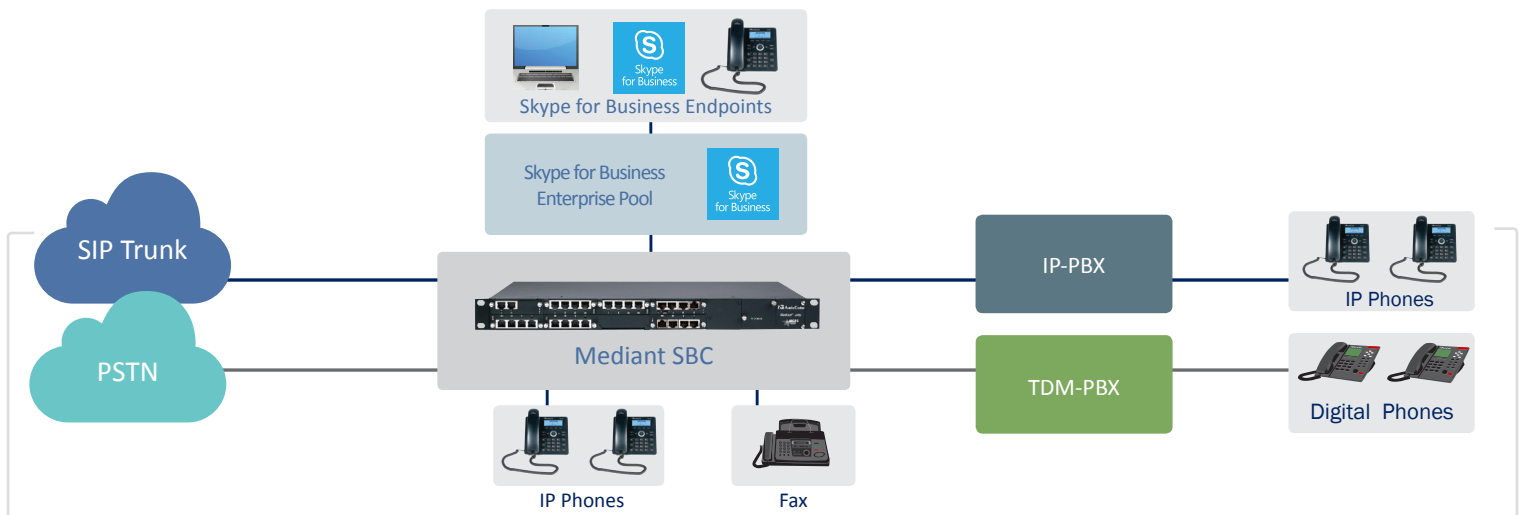 Skype
for Business
Skype for Business Endpoints
Skype for Business
Enterprise Pool
Skype
for Business
SIP Trunk
PSTN
AudioCodes
Mediant SBC
IP-PBX
IP Phones
TDM-PBX
Digital Phones
IP Phones
Fax